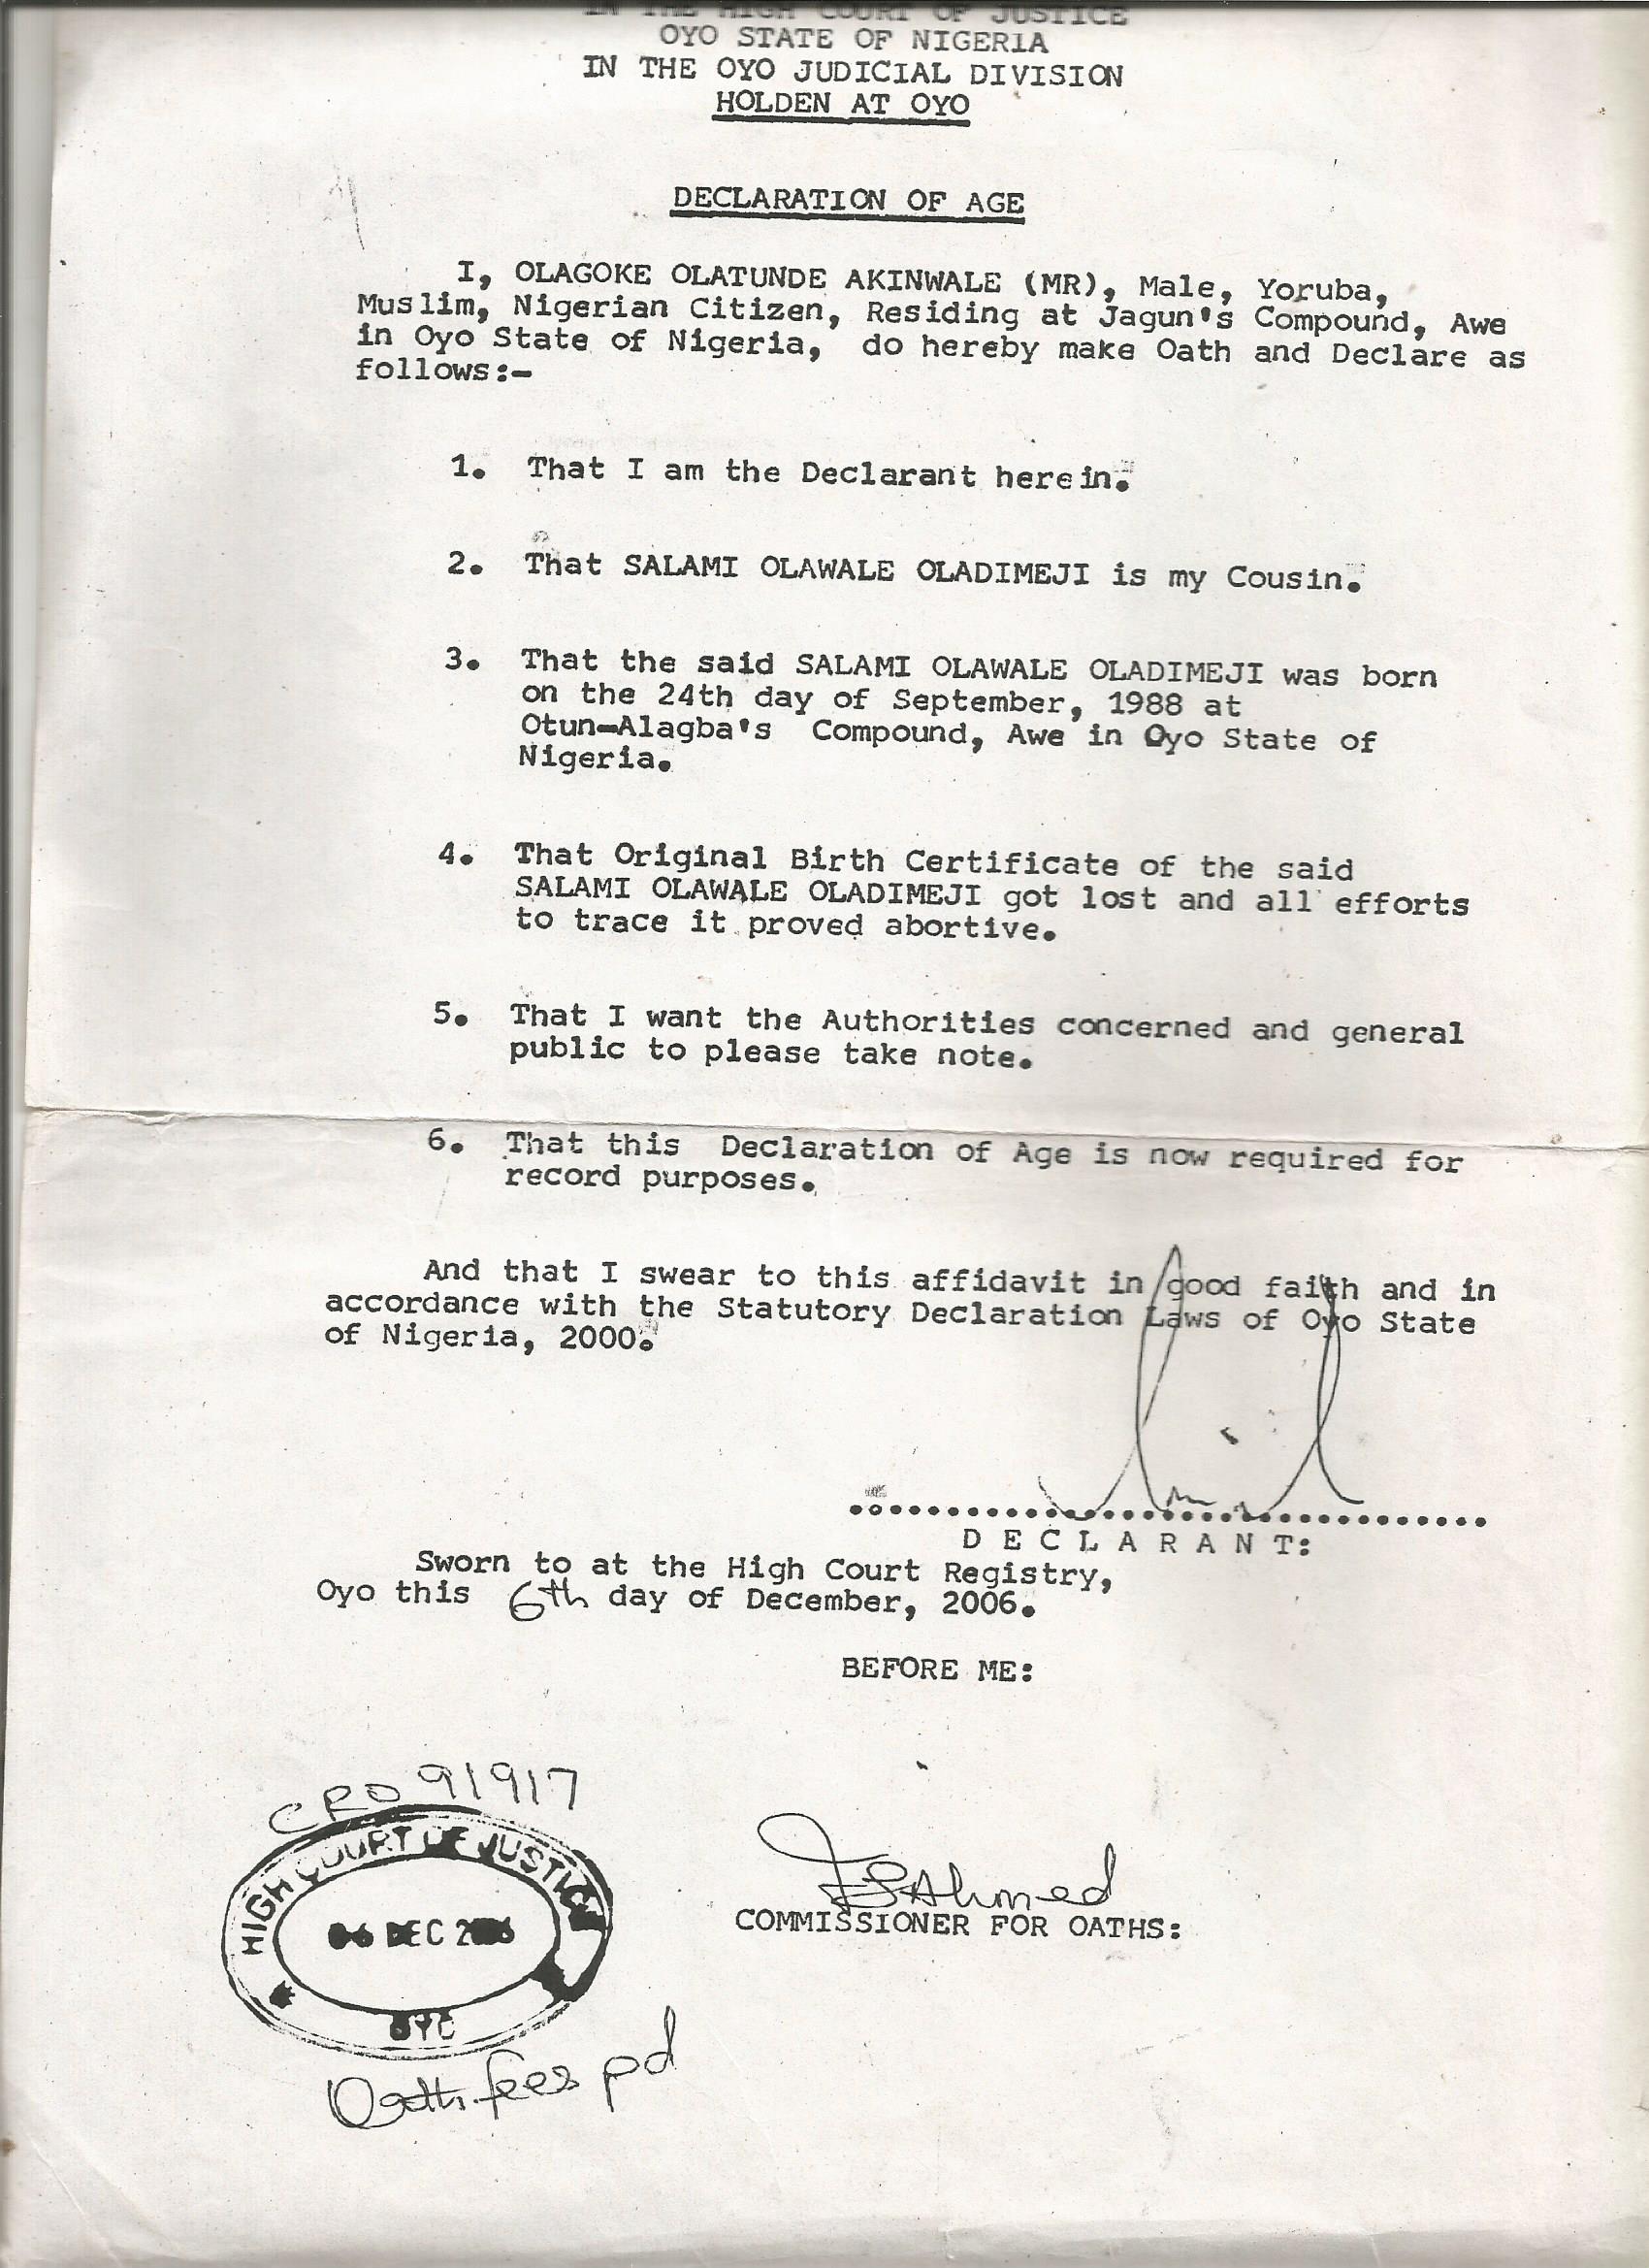 IN THE HIGH COURT OF JUSTICE
OYO STATE OF NIGERIA
IN THE OYO JUDICIAL DIVISION
HOLDEN AT OYO
DECLARATION OF AGE
I, OLAGOKE OLATUNDE AKINWALE (MR), Male, Yoruba,
Muslim, Nigerian Citizen, Residing at Jagun's Compound, Awe
in Oyo State of Nigeria, do hereby make Oath and Declare as
follows:-
1. That I am the Declarant herein.
2. That SALAMI OLAWALE OLADIMEJI is my Cousin.
3. That the said SALAMI OLAWALE OLADIMEJI was born
on the 24th day of September, 1988 at
Otun-Alagba's Compound, Awe in Oyo State of
Nigeria.
4. That Original Birth Certificate of the said
SALAMI OLAWALE OLADIMEJI got lost and all efforts
to trace it proved abortive.
5. That I want the Authorities concerned and general
public to please take note.
6. That this Declaration of Age is now required for
record purposes.
And that I swear to this affidavit in good faith and in
accordance with the Statutory Declaration Laws of Oyo State
of Nigeria, 2000.
DECLARANT:
Sworn to at the High Court Registry,
Oyo this 6th day of December, 2006.
BEFORE ME:
CRO 91917
HIGH COURT OF JUSTICE
06 DEC 2006
OYO
Ahmed
COMMISSIONER FOR OATHS:
Oath fees pd